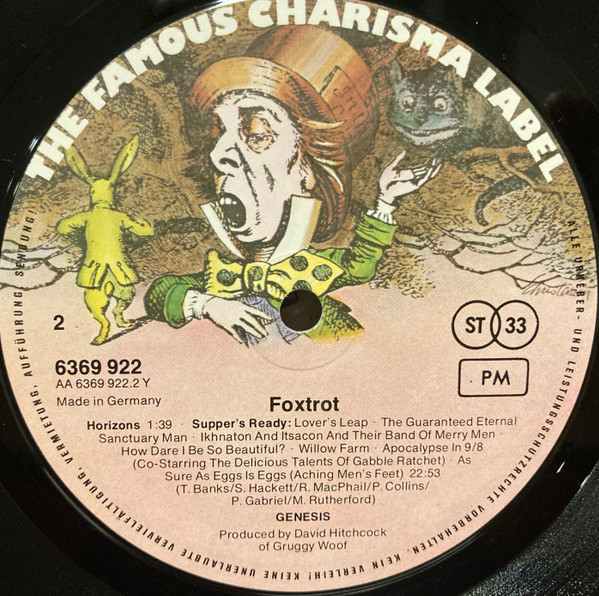 THE FAMOUS CHARISMA LABEL
2
ST 33
6369 922
AA 6369 922.2 Y
Made in Germany
PM
Foxtrot
Horizons 1:39 · Supper's Ready: Lover's Leap · The Guaranteed Eternal
Sanctuary Man · Ikhnaton And Itsacon And Their Band Of Merry Men ·
How Dare I Be So Beautiful? · Willow Farm · Apocalypse In 9/8
(Co-Starring The Delicious Talents Of Gabble Ratchet) · As
Sure As Eggs Is Eggs (Aching Men's Feet) 22:53
(T. Banks/S. Hackett/R. MacPhail/P. Collins/
P. Gabriel/M. Rutherford)
GENESIS
Produced by David Hitchcock
of Gruggy Woof
ALLE URHEBER- UND LEISTUNGSSCHUTZRECHTE VORBEHALTEN. KEIN VERLEIH! KEINE UNERLAUBTE VERVIELFÄLTIGUNG, VERMIETUNG, AUFFÜHRUNG, SENDUNG!